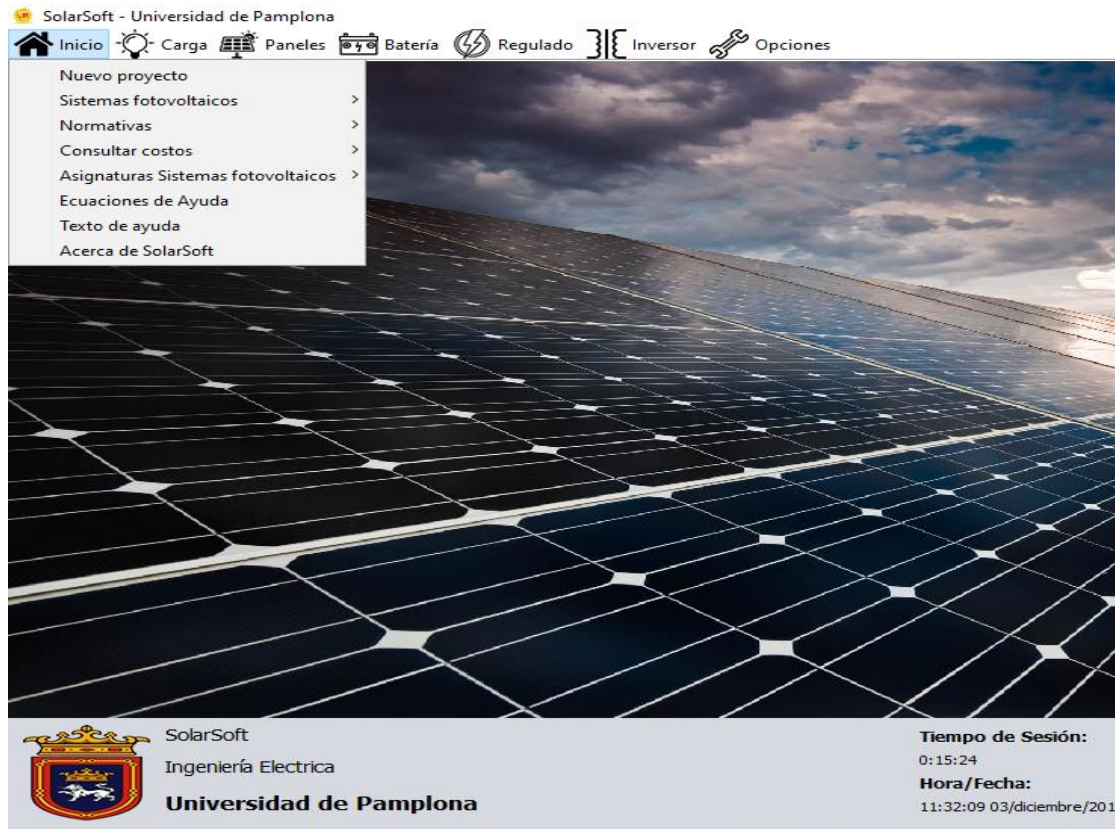 SolarSoft - Universidad de Pamplona
Inicio Carga Paneles Batería Regulado Inversor Opciones
Nuevo proyecto
Sistemas fotovoltaicos >
Normativas >
Consultar costos >
Asignaturas Sistemas fotovoltaicos >
Ecuaciones de Ayuda
Texto de ayuda
Acerca de SolarSoft
SolarSoft
Ingeniería Electrica
Universidad de Pamplona
Tiempo de Sesión:
0:15:24
Hora/Fecha:
11:32:09 03/diciembre/201